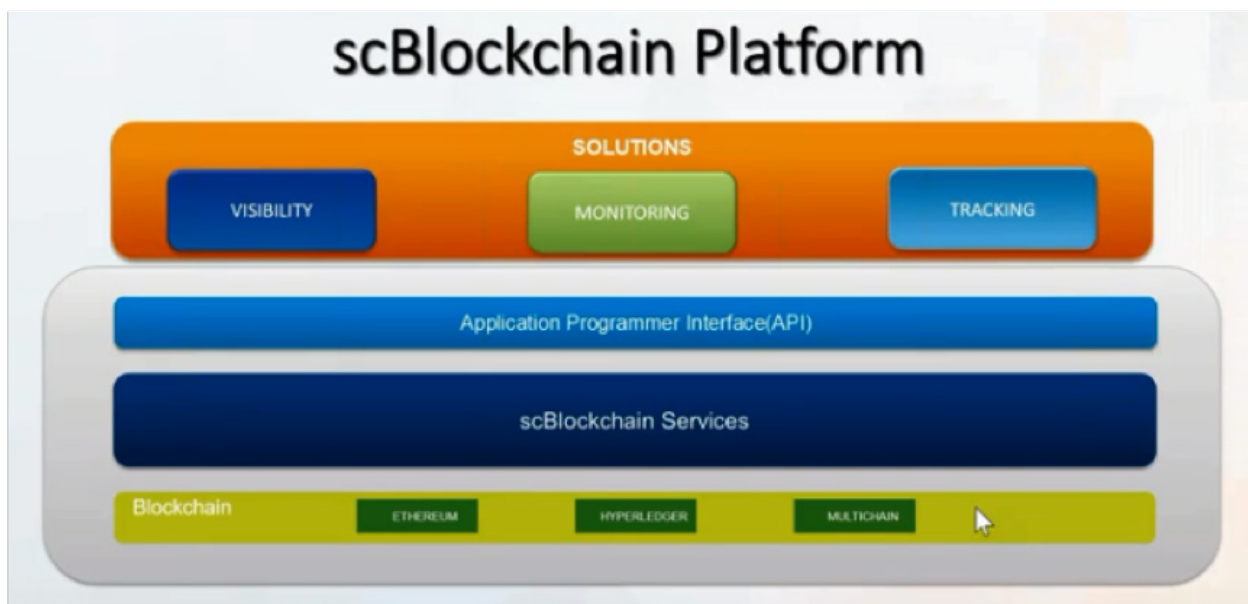 scBlockchain Platform
SOLUTIONS
VISIBILITY
MONITORING
TRACKING
Application Programmer Interface(API)
scBlockchain Services
Blockchain
ETHEREUM
HYPERLEDGER
MULTICHAIN